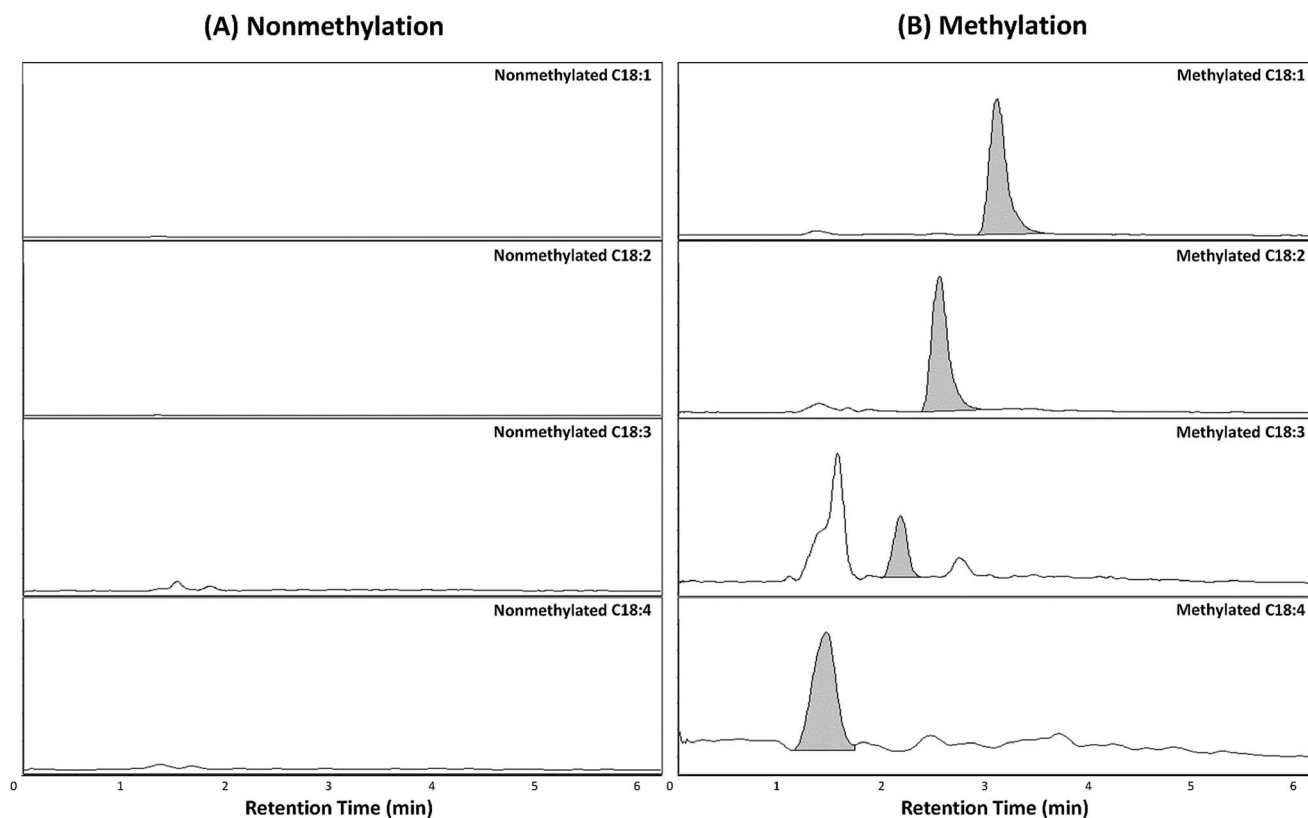 (A) Nonmethylation
Nonmethylated C18:1
Nonmethylated C18:2
Nonmethylated C18:3
Nonmethylated C18:4
0 1 2 3 4 5 6
Retention Time (min)
(B) Methylation
Methylated C18:1
Methylated C18:2
Methylated C18:3
Methylated C18:4
0 1 2 3 4 5 6
Retention Time (min)